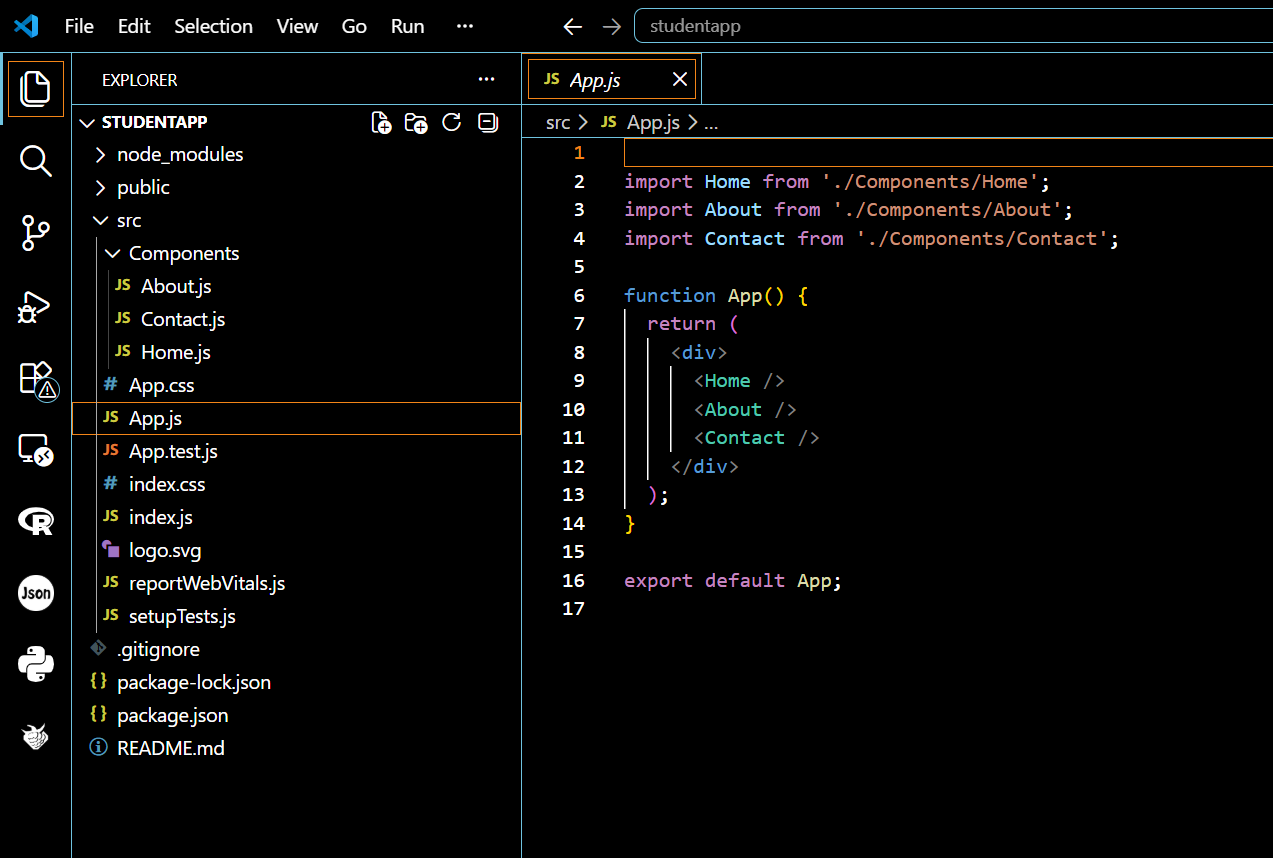 File Edit Selection View Go Run ... studentapp
EXPLORER ...
STUDENTAPP
node_modules
public
src
Components
JS About.js
JS Contact.js
JS Home.js
# App.css
JS App.js
JS App.test.js
# index.css
JS index.js
logo.svg
JS reportWebVitals.js
JS setupTests.js
.gitignore
{} package-lock.json
{} package.json
README.md
Json
JS App.js
src > JS App.js > ...
1
2 import Home from './Components/Home';
3 import About from './Components/About';
4 import Contact from './Components/Contact';
5
6 function App() {
7 return (
8 <div>
9 <Home />
10 <About />
11 <Contact />
12 </div>
13 );
14 }
15
16 export default App;
17